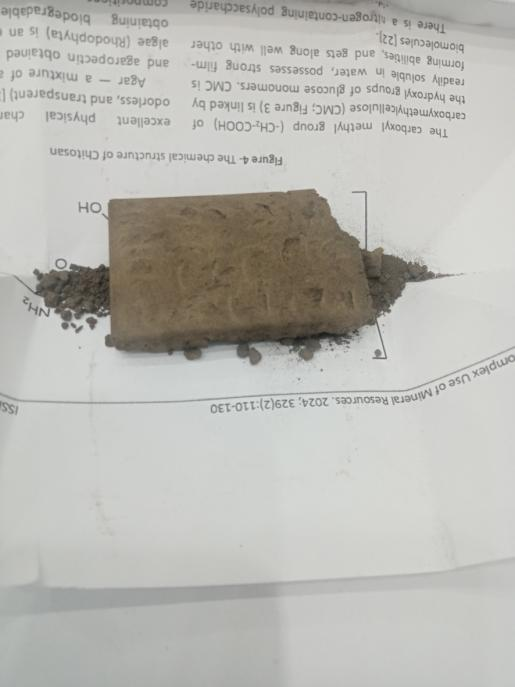 omplex Use of Mineral Resources. 2024; 329(2):110-130
ISS
NH₂
O
OH
Figure 4- The chemical structure of Chitosan
The carboxyl methyl group (-CH₂-COOH) of
carboxymethylcellulose (CMC; Figure 3) is linked by
the hydroxyl groups of glucose monomers. CMC is
readily soluble in water, possesses strong film-
forming abilities, and gets along well with other
biomolecules [22].
There is a nitrogen-containing polysaccharide
excellent physical char
odorless, and transparent) [
Agar — a mixture of a
and agaropectin obtained
algae (Rhodophyta) is an
obtaining biodegradable